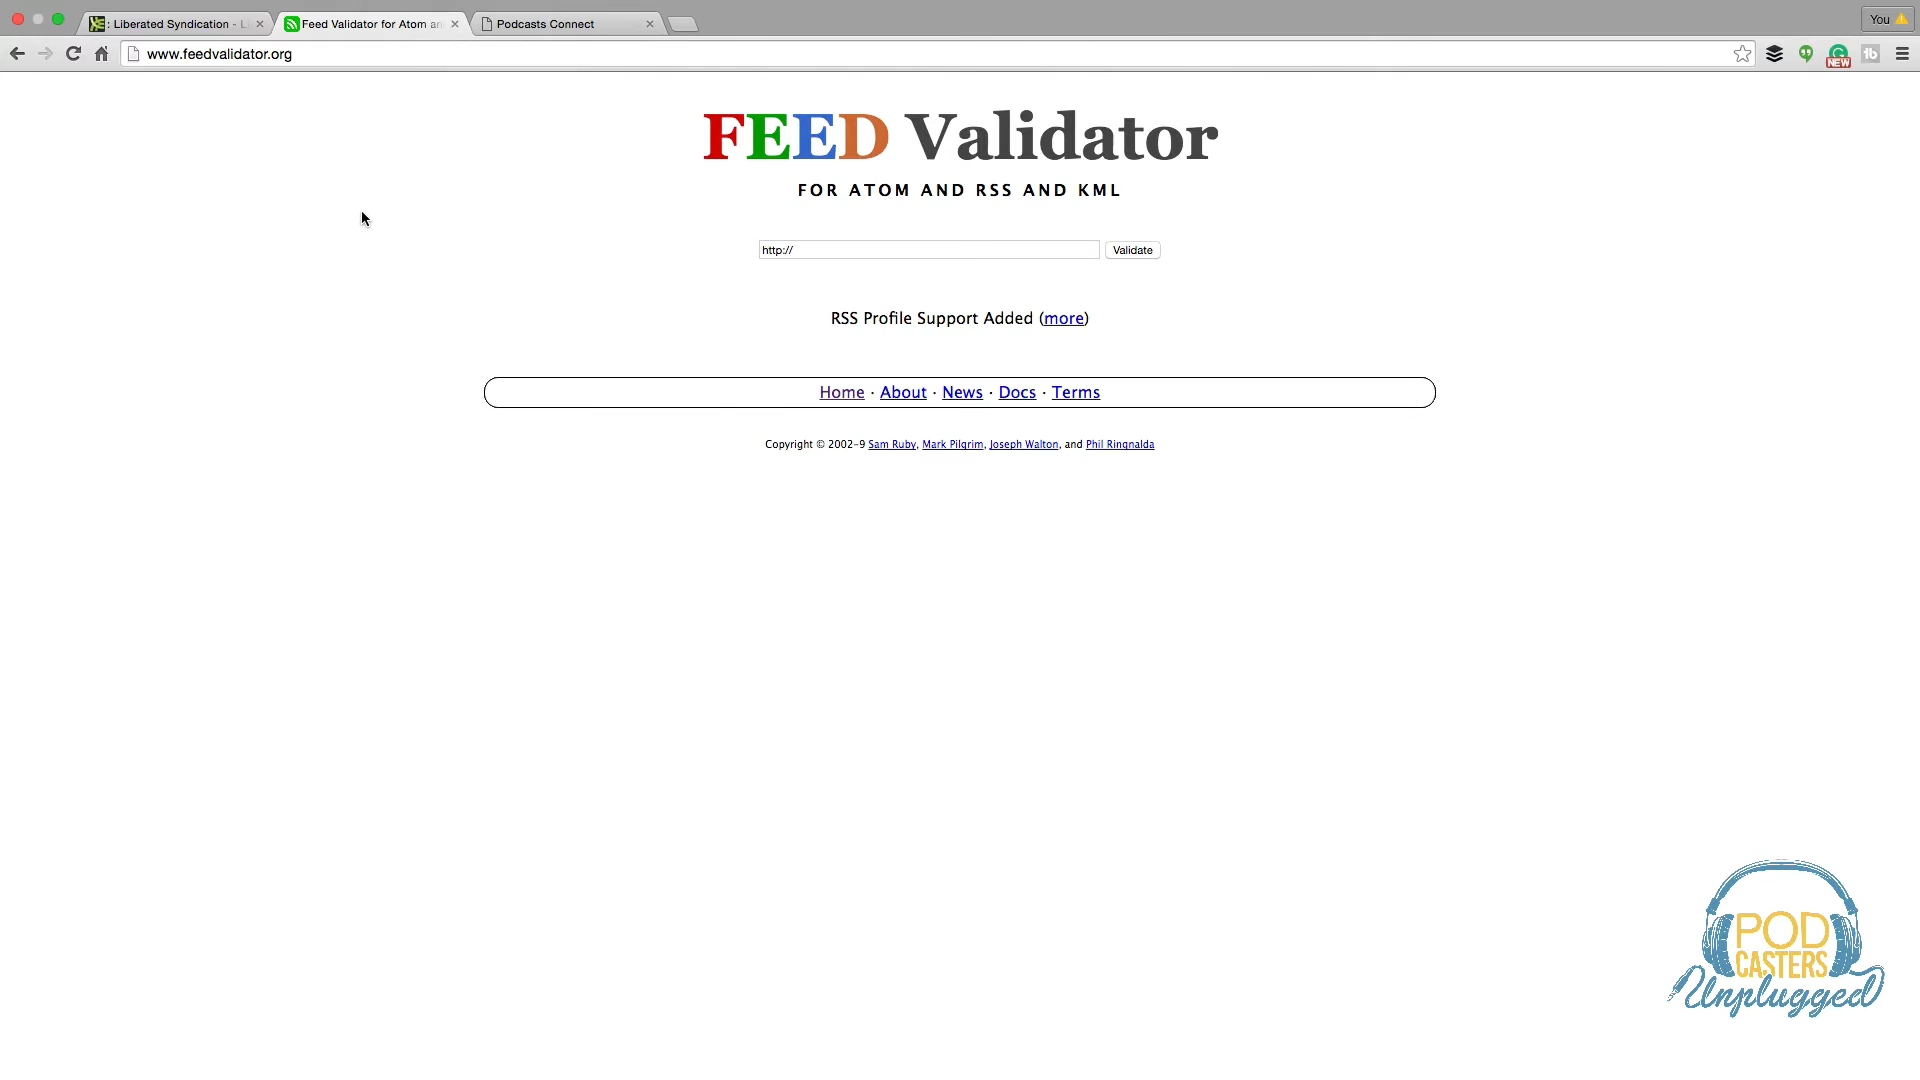 : Liberated Syndication - L
Feed Validator for Atom an
Podcasts Connect
You
www.feedvalidator.org
NEW
tb
FEED Validator
FOR ATOM AND RSS AND KML
http://
Validate
RSS Profile Support Added (more)
Home · About · News · Docs · Terms
Copyright © 2002-9 Sam Ruby, Mark Pilgrim, Joseph Walton, and Phil Ringnalda
POD
CASTERS
Unplugged